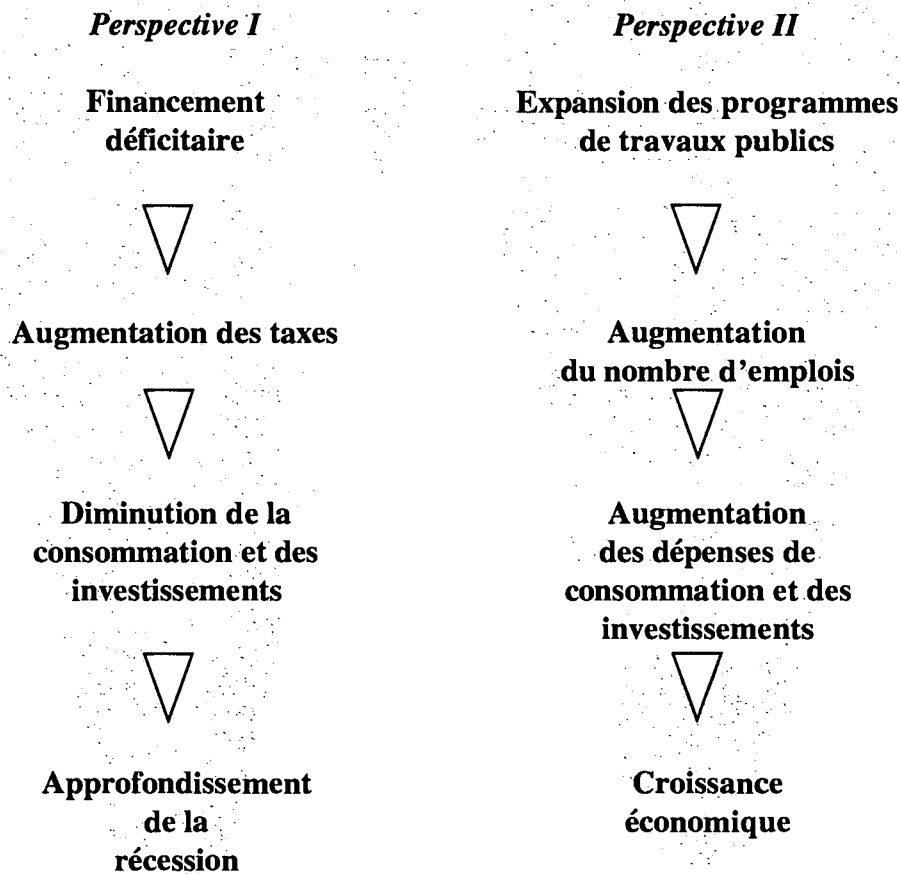 Perspective I
Financement
déficitaire
Augmentation des taxes
Diminution de la
consommation et des
investissements
Approfondissement
de la
récession
Perspective II
Expansion des programmes
de travaux publics
Augmentation
du nombre d'emplois
Augmentation
des dépenses de
consommation et des
investissements
Croissance
économique